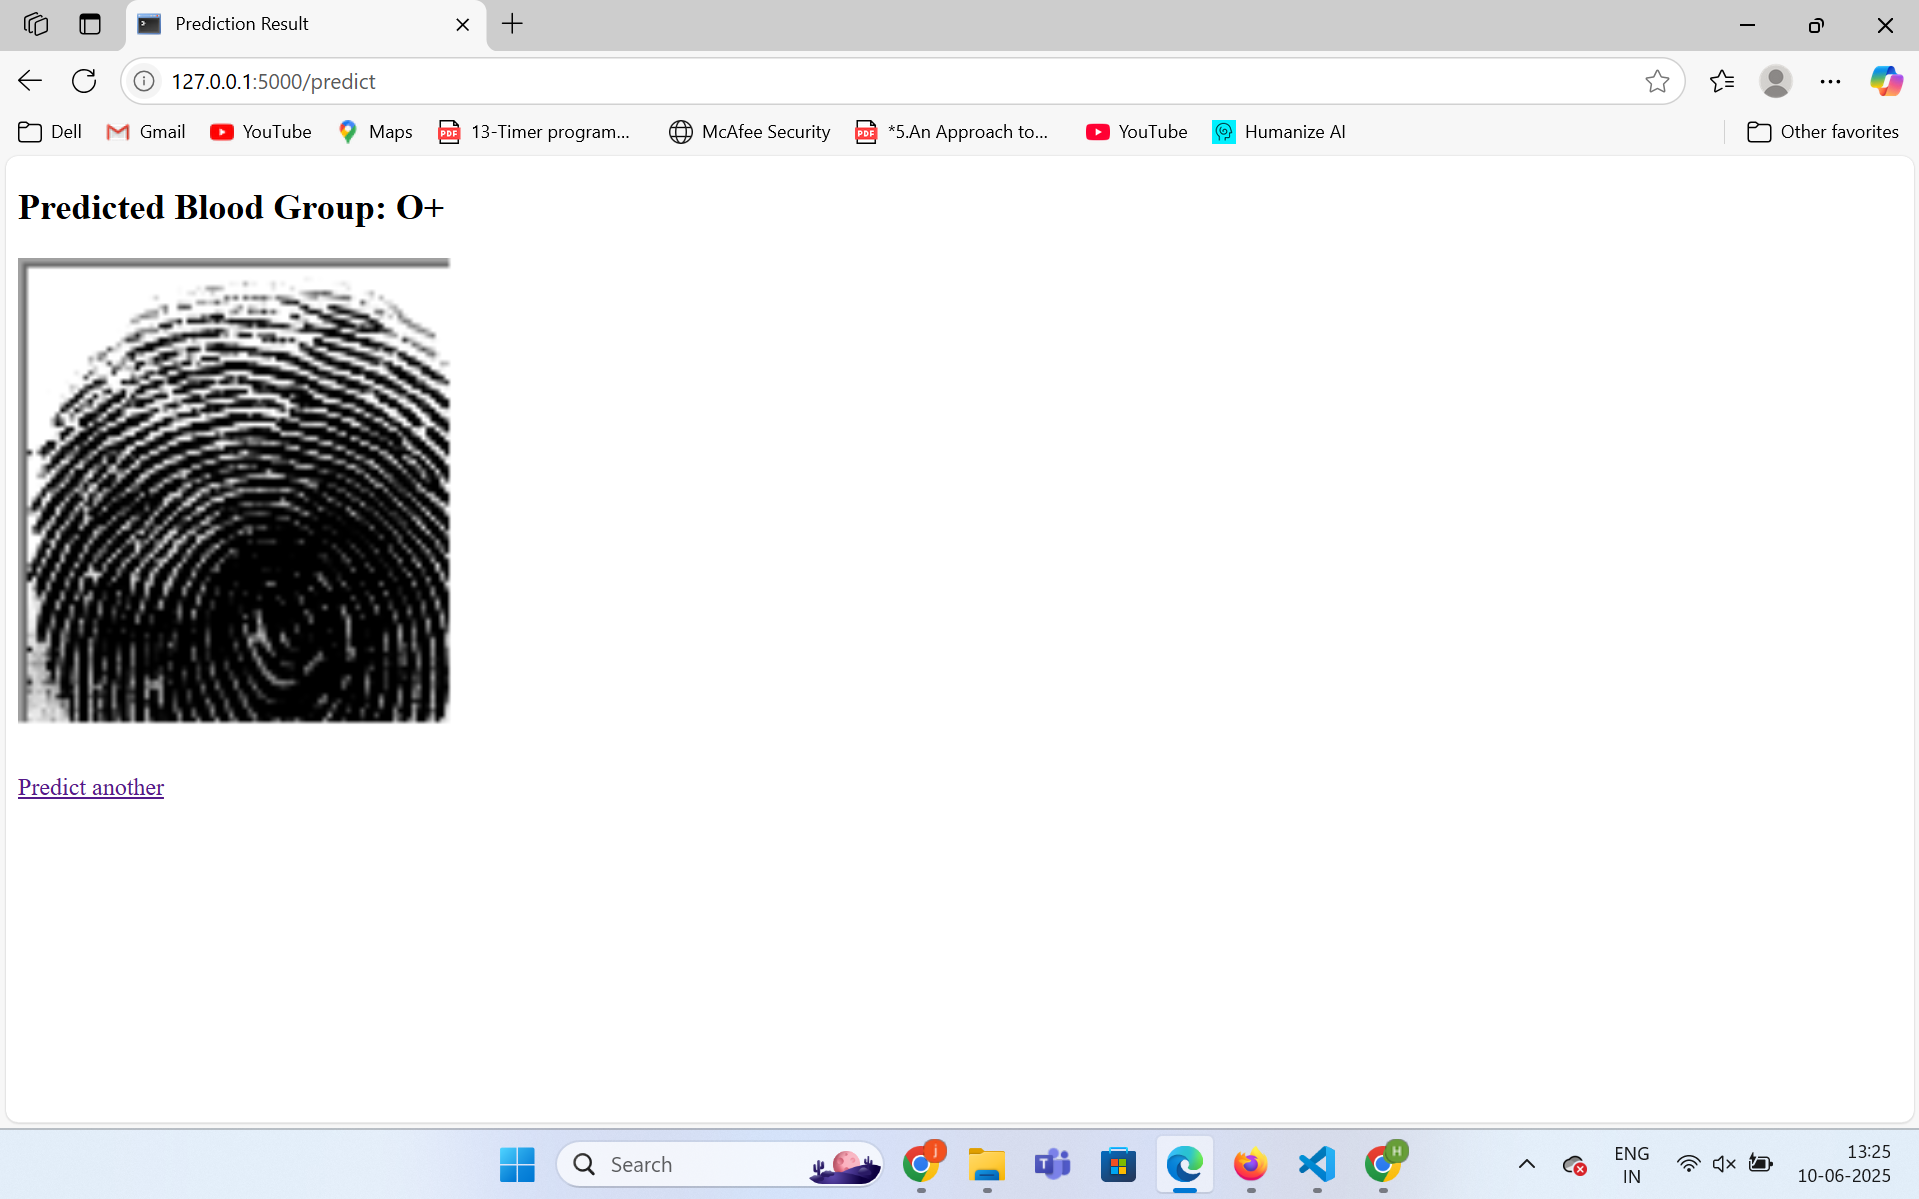 Prediction Result
127.0.0.1:5000/predict
Dell Gmail YouTube Maps 13-Timer program... McAfee Security *5.An Approach to... YouTube Humanize AI Other favorites
Predicted Blood Group: O+
Predict another
Search
j
H
ENG
IN
13:25
10-06-2025